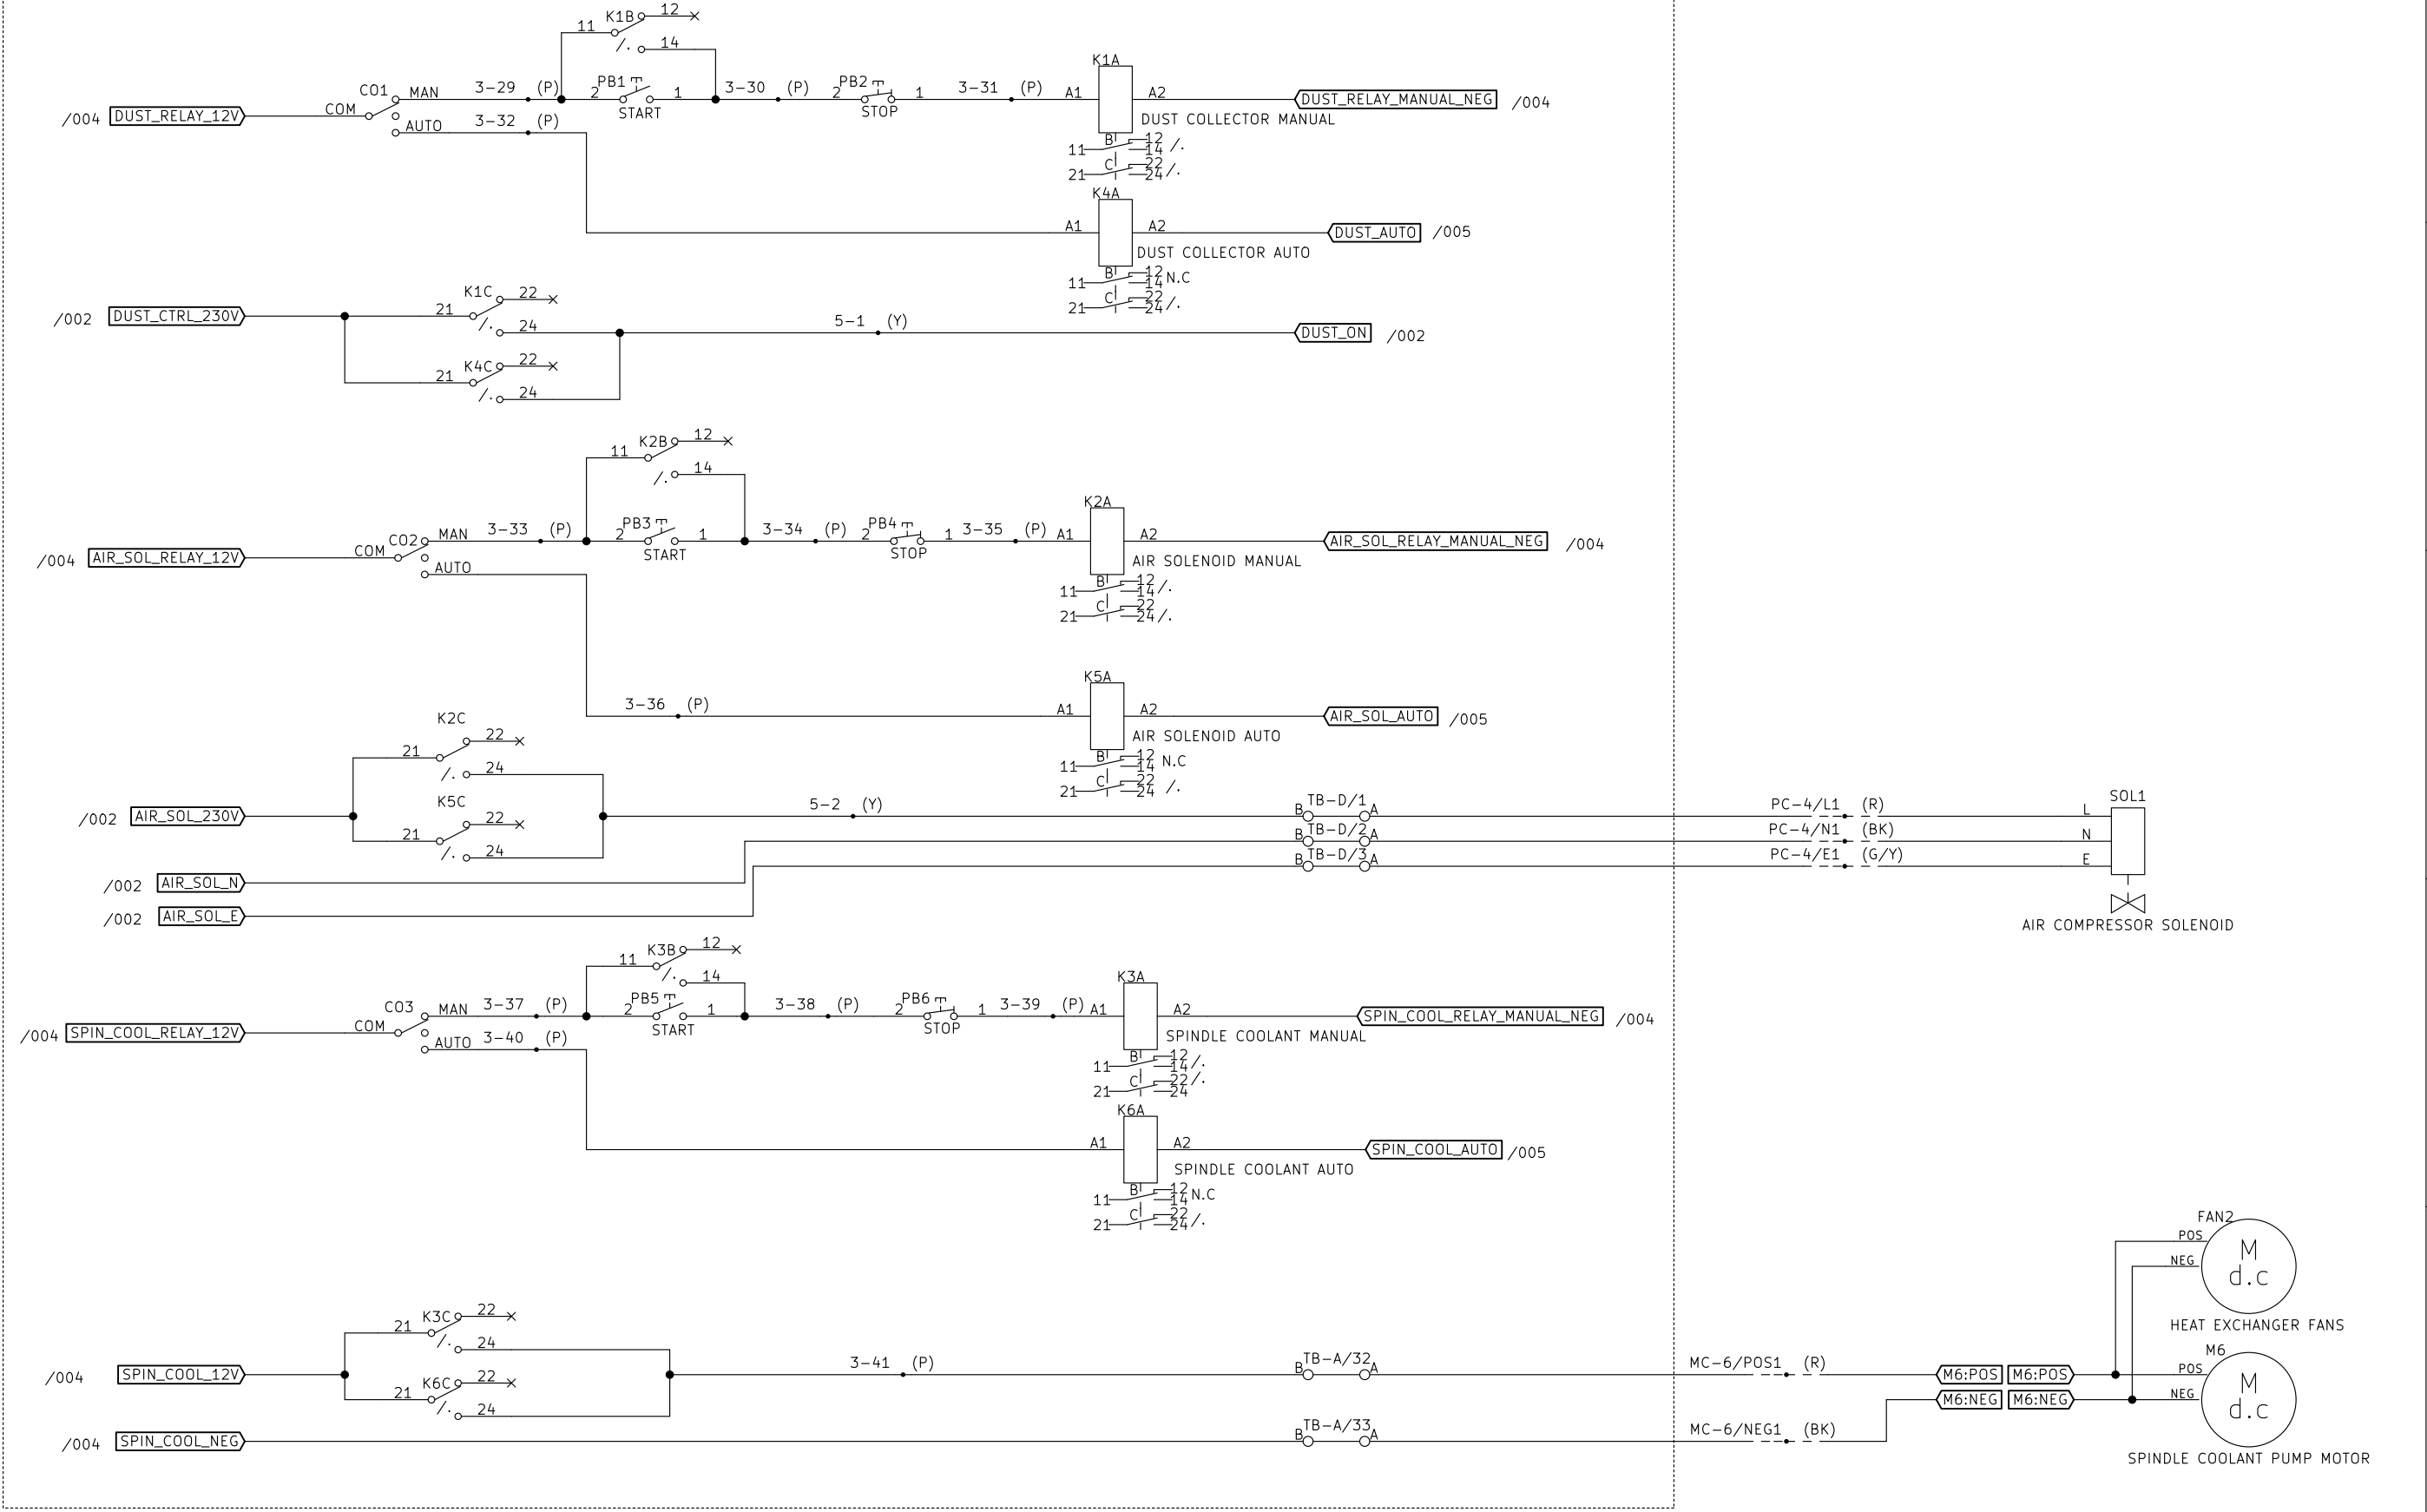 K1B 12
11
/. 14
K1A
CO1 MAN 3-29 (P) 2 PB1 1 3-30 (P) 2 PB2 1 3-31 (P) A1 A2 DUST_RELAY_MANUAL_NEG /004
START STOP
/004 DUST_RELAY_12V COM
DUST COLLECTOR MANUAL
AUTO 3-32 (P)
B 12
11 14 /.
C 22
21 24 /.
K4A
A1 A2 DUST_AUTO /005
DUST COLLECTOR AUTO
B 12
11 14 N.C
C 22
21 24 /.
K1C 22
/002 DUST_CTRL_230V 21
/. 24 5-1 (Y) DUST_ON /002
K4C 22
21
/. 24
K2B 12
11
/. 14
K2A
CO2 MAN 3-33 (P) 2 PB3 1 3-34 (P) 2 PB4 1 3-35 (P) A1 A2 AIR_SOL_RELAY_MANUAL_NEG /004
START STOP
/004 AIR_SOL_RELAY_12V COM
AIR SOLENOID MANUAL
AUTO
B 12
11 14 /.
C 22
21 24 /.
K5A
3-36 (P) A1 A2 AIR_SOL_AUTO /005
AIR SOLENOID AUTO
B 12
11 14 N.C
C 22
21 24 /.
K2C
22
21
/. 24
K5C
22
21
/. 24
/002 AIR_SOL_230V 5-2 (Y) B TB-D/1 A PC-4/L1 (R) L SOL1
B TB-D/2 A PC-4/N1 (BK) N
B TB-D/3 A PC-4/E1 (G/Y) E
/002 AIR_SOL_N
/002 AIR_SOL_E
AIR COMPRESSOR SOLENOID
K3B 12
11
/. 14
K3A
CO3 MAN 3-37 (P) 2 PB5 1 3-38 (P) 2 PB6 1 3-39 (P) A1 A2 SPIN_COOL_RELAY_MANUAL_NEG /004
START STOP
/004 SPIN_COOL_RELAY_12V COM
SPINDLE COOLANT MANUAL
AUTO 3-40 (P)
B 12
11 14 /.
C 22 /.
21 24
K6A
A1 A2 SPIN_COOL_AUTO /005
SPINDLE COOLANT AUTO
B 12
11 14 N.C
C 22
21 24 /.
FAN2
POS
NEG
M
d.c
HEAT EXCHANGER FANS
K3C 22
21
/. 24
K6C 22
21
/. 24
/004 SPIN_COOL_12V 3-41 (P) B TB-A/32 A MC-6/POS1 (R) M6:POS M6:POS POS M6
M6:NEG M6:NEG NEG
M
d.c
/004 SPIN_COOL_NEG B TB-A/33 A MC-6/NEG1 (BK)
SPINDLE COOLANT PUMP MOTOR